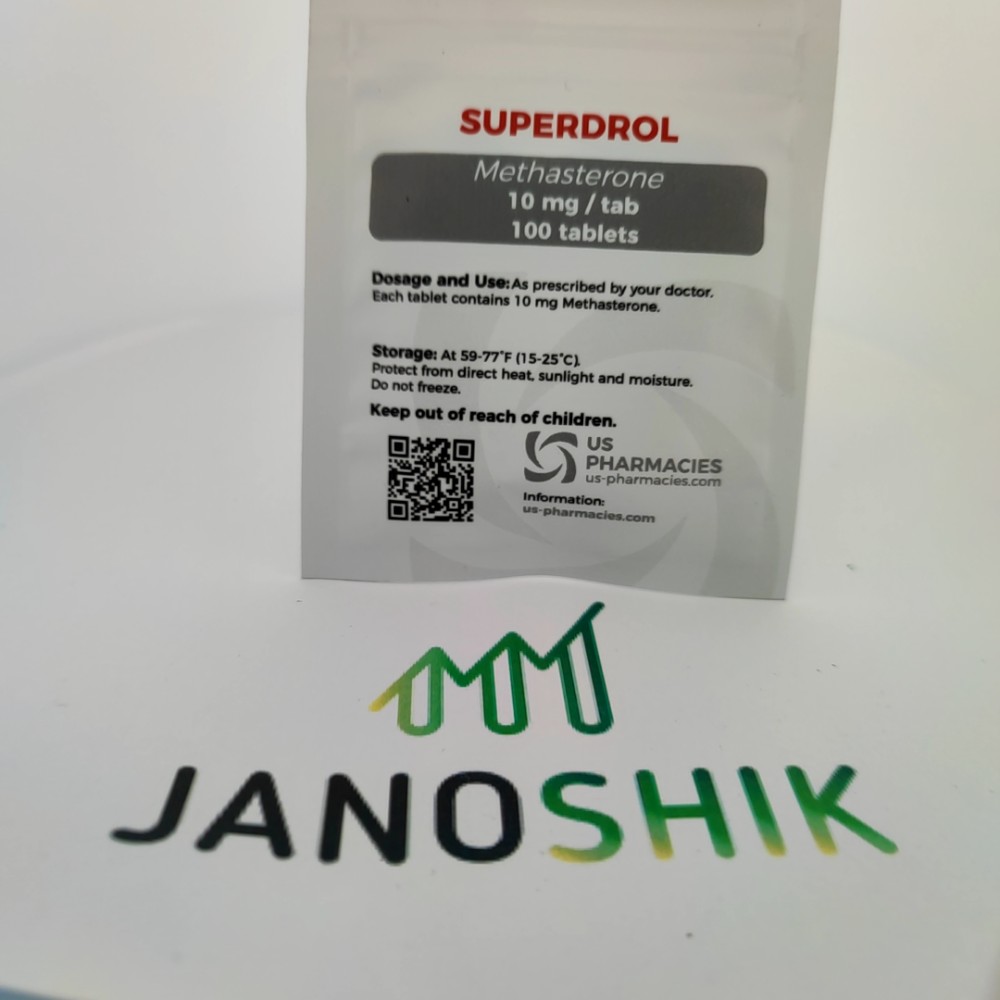 SUPERDROL
Methasterone
10 mg / tab
100 tablets
Dosage and Use: As prescribed by your doctor.
Each tablet contains 10 mg Methasterone.
Storage: At 59-77°F (15-25°C).
Protect from direct heat, sunlight and moisture.
Do not freeze.
Keep out of reach of children.
US
PHARMACIES
us-pharmacies.com
Information:
us-pharmacies.com
JANOSHIK